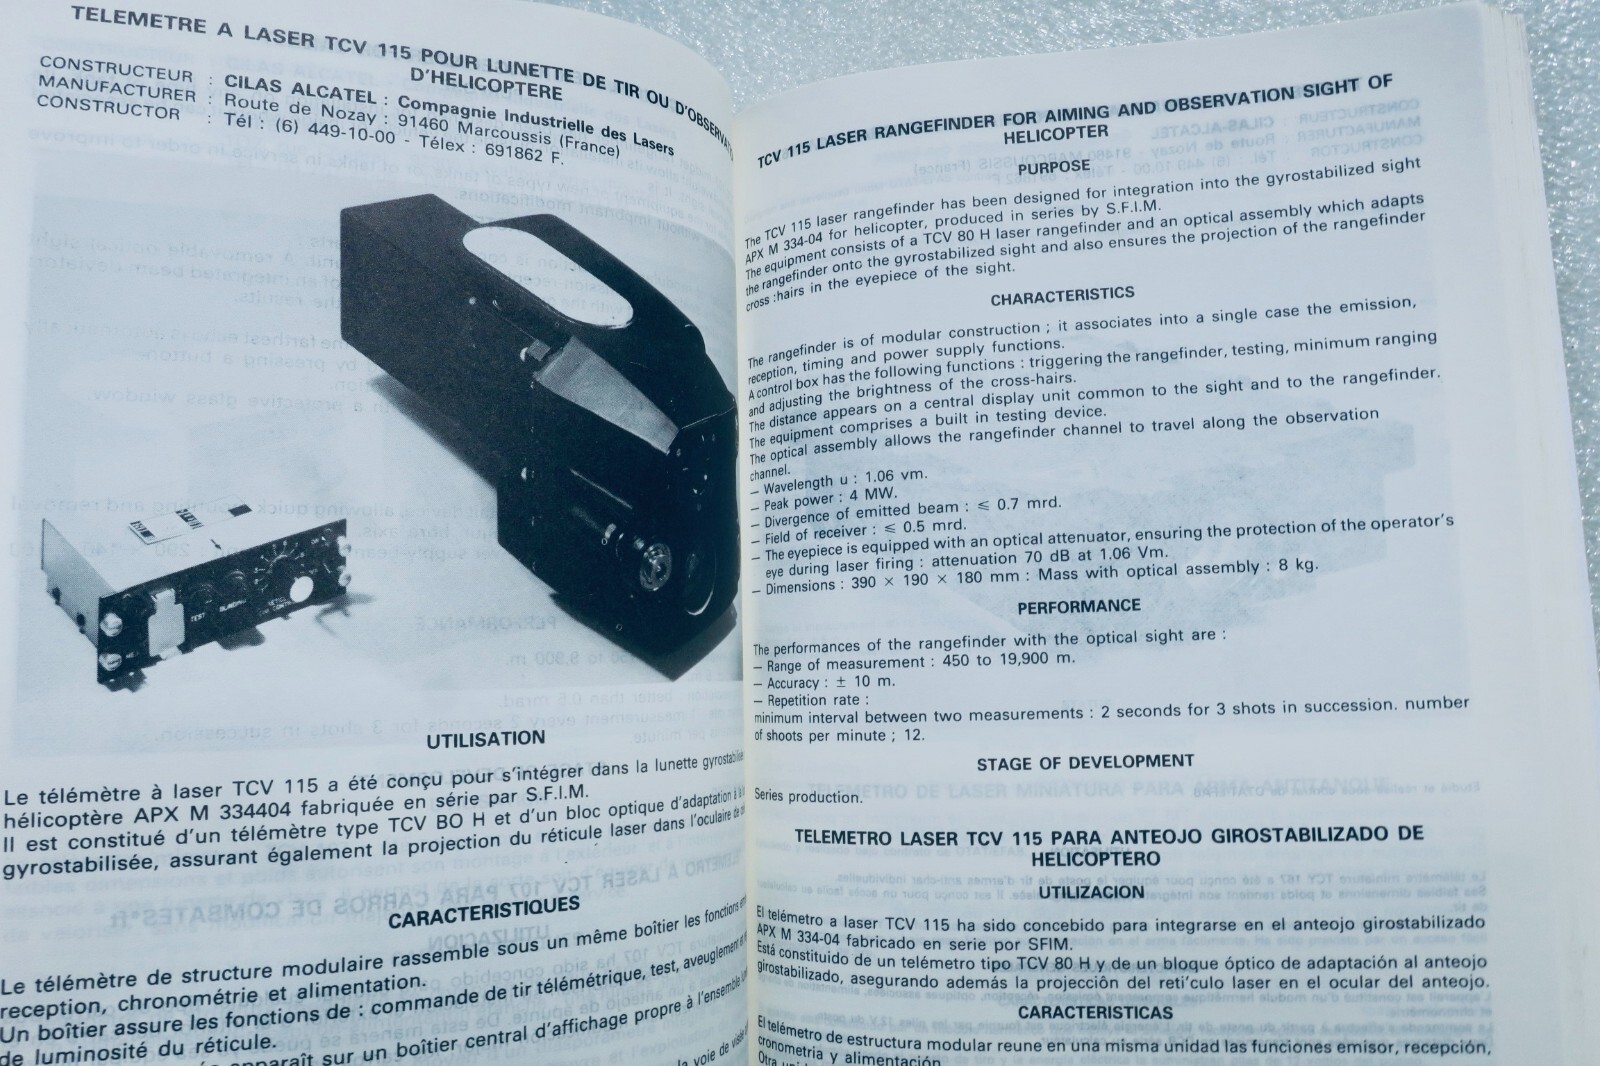 TELEMETRE A LASER TCV 115 POUR LUNETTE DE TIR OU D'OBSERVAT
D'HELICOPTERE
CONSTRUCTEUR : CILAS ALCATEL : Compagnie Industrielle des Lasers
MANUFACTURER : Route de Nozay : 91460 Marcoussis (France)
CONSTRUCTOR : Tél : (6) 449-10-00 - Télex : 691862 F.
TEST
UTILISATION
Le télémètre à laser TCV 115 a été conçu pour s'intégrer dans la lunette gyrostabilisée
hélicoptère APX M 334404 fabriquée en série par S.F.I.M.
Il est constitué d'un télémètre type TCV BO H et d'un bloc optique d'adaptation à la
gyrostabilisée, assurant également la projection du réticule laser dans l'oculaire de
CARACTERISTIQUES
Le télémètre de structure modulaire rassemble sous un même boîtier les fonctions
reception, chronométrie et alimentation.
Un boîtier assure les fonctions de : commande de tir télémétrique, test, aveuglement
de luminosité du réticule.
apparaît sur un boîtier central d'affichage propre à l'ensemble
la voie de
TCV 115 LASER RANGEFINDER FOR AIMING AND OBSERVATION SIGHT OF
HELICOPTER
PURPOSE
The TCV 115 laser rangefinder has been designed for integration into the gyrostabilized sight
APX M 334-04 for helicopter, produced in series by S.F.I.M.
The equipment consists of a TCV 80 H laser rangefinder and an optical assembly which adapts
the rangefinder onto the gyrostabilized sight and also ensures the projection of the rangefinder
cross :hairs in the eyepiece of the sight.
CHARACTERISTICS
The rangefinder is of modular construction ; it associates into a single case the emission,
reception, timing and power supply functions.
A control box has the following functions : triggering the rangefinder, testing, minimum ranging
and adjusting the brightness of the cross-hairs.
The distance appears on a central display unit common to the sight and to the rangefinder.
The equipment comprises a built in testing device.
The optical assembly allows the rangefinder channel to travel along the observation
channel.
– Wavelength u : 1.06 vm.
– Peak power : 4 MW.
– Divergence of emitted beam : ≤ 0.7 mrd.
– Field of receiver : ≤ 0.5 mrd.
– The eyepiece is equipped with an optical attenuator, ensuring the protection of the operator's
eye during laser firing : attenuation 70 dB at 1.06 Vm.
– Dimensions : 390 × 190 × 180 mm : Mass with optical assembly : 8 kg.
PERFORMANCE
The performances of the rangefinder with the optical sight are :
– Range of measurement : 450 to 19,900 m.
– Accuracy : ± 10 m.
– Repetition rate :
minimum interval between two measurements : 2 seconds for 3 shots in succession. number
of shoots per minute ; 12.
STAGE OF DEVELOPMENT
Series production.
TELEMETRO LASER TCV 115 PARA ANTEOJO GIROSTABILIZADO DE
HELICOPTERO
UTILIZACION
El telémetro a laser TCV 115 ha sido concebido para integrarse en el anteojo girostabilizado
APX M 334-04 fabricado en serie por SFIM.
Está constituido de un telémetro tipo TCV 80 H y de un bloque óptico de adaptación al anteojo
girostabilizado, asegurando además la projección del reti'culo laser en el ocular del anteojo.
CARACTERISTICAS
El telémetro de estructura modular reune en una misma unidad las funciones emisor, recepción,
cronometria y alimentación